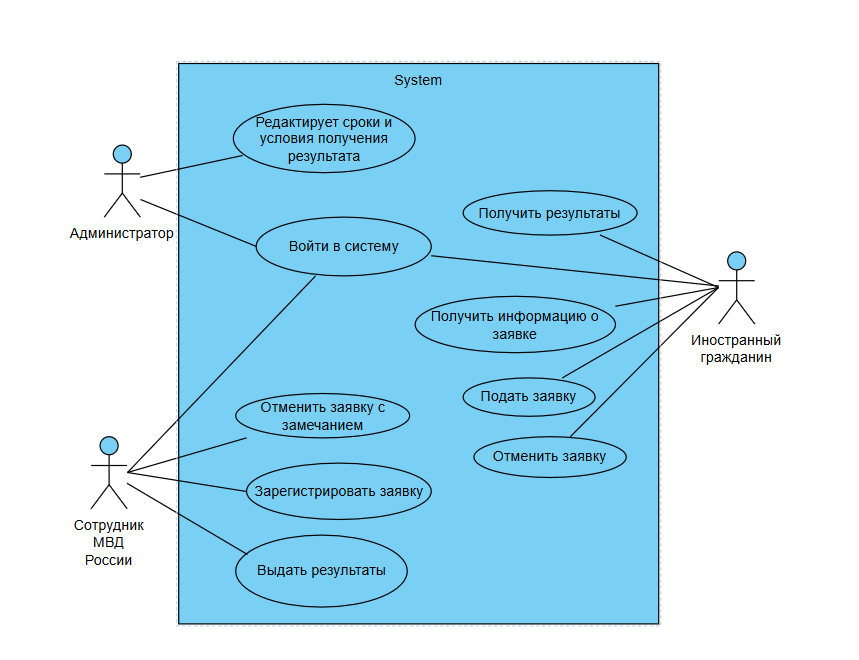 System
Редактирует сроки и
условия получения
результата
Администратор
Получить результаты
Войти в систему
Получить информацию о
заявке
Иностранный
гражданин
Подать заявку
Отменить заявку с
замечанием
Отменить заявку
Зарегистрировать заявку
Сотрудник
МВД
России
Выдать результаты